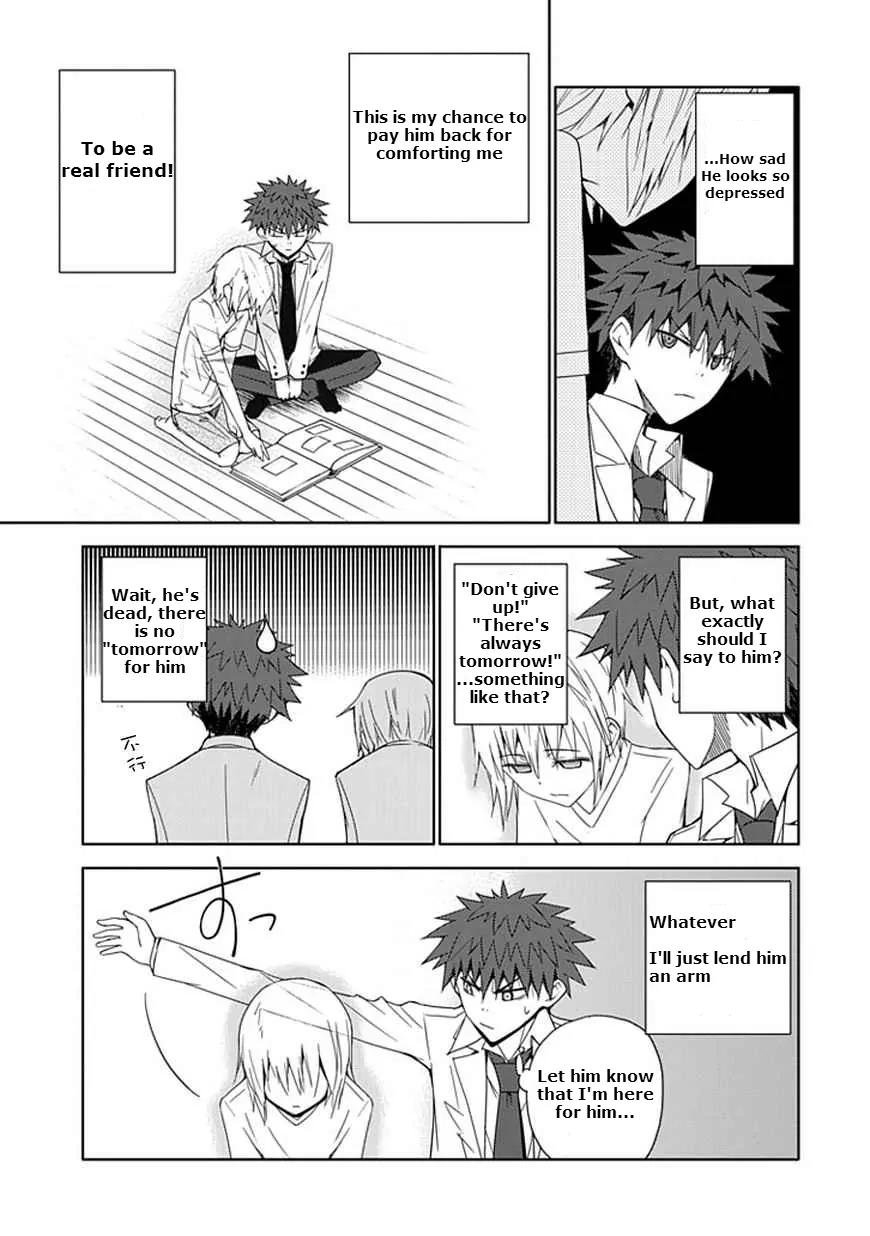 ...How sad
He looks so
depressed
This is my chance to
pay him back for
comforting me
To be a
real friend!
But, what
exactly
should I
say to him?
"Don't give
up!"
"There's
always
tomorrow!"
...something
like that?
Wait, he's
dead, there
is no
"tomorrow"
for him
不
行
Whatever
I'll just lend him
an arm
Let him know
that I'm here
for him...
すっ